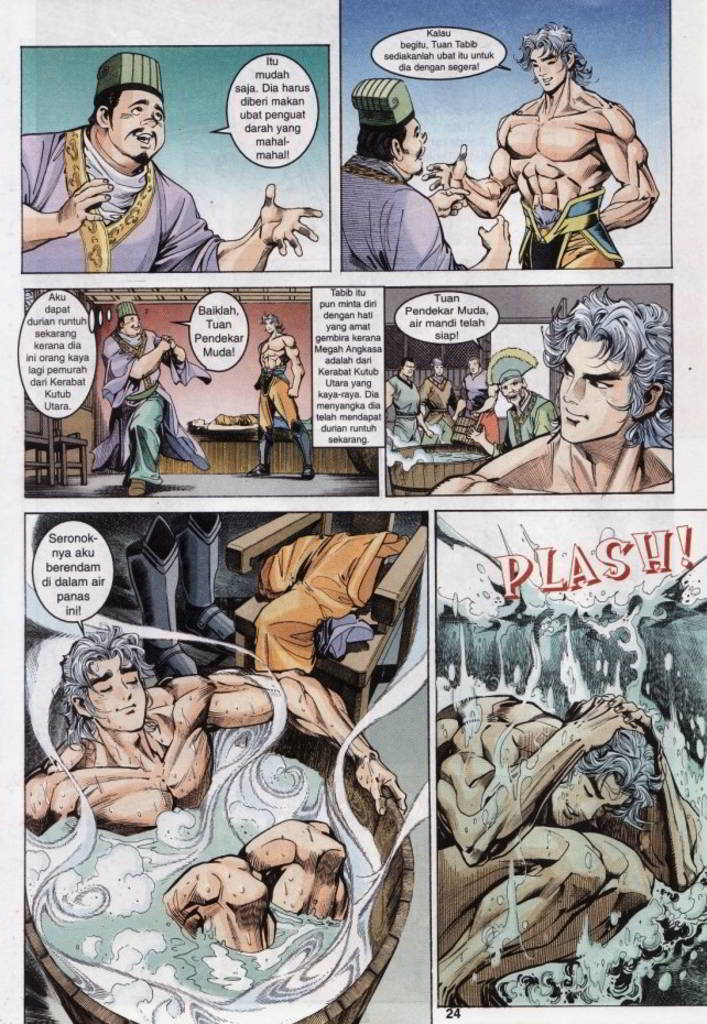 Itu
mudah
saja. Dia harus
diberi makan
ubat penguat
darah yang
mahal-
mahal!
Kalau
begitu, Tuan Tabib
sediakanlah ubat itu untuk
dia dengan segera!
Aku
dapat
durian runtuh
sekarang
kerana dia
ini orang kaya
lagi pemurah
dari Kerabat
Kutub
Utara.
Baiklah,
Tuan
Pendekar
Muda!
Tabib itu
pun minta diri
dengan hati
yang amat
gembira kerana
Megah Angkasa
adalah dari
Kerabat Kutub
Utara yang
kaya-raya. Dia
menyangka dia
telah mendapat
durian runtuh
sekarang.
Tuan
Pendekar Muda,
air mandi telah
siap!
Seronok-
nya aku
berendam
di dalam air
panas
ini!
PLASH!
24